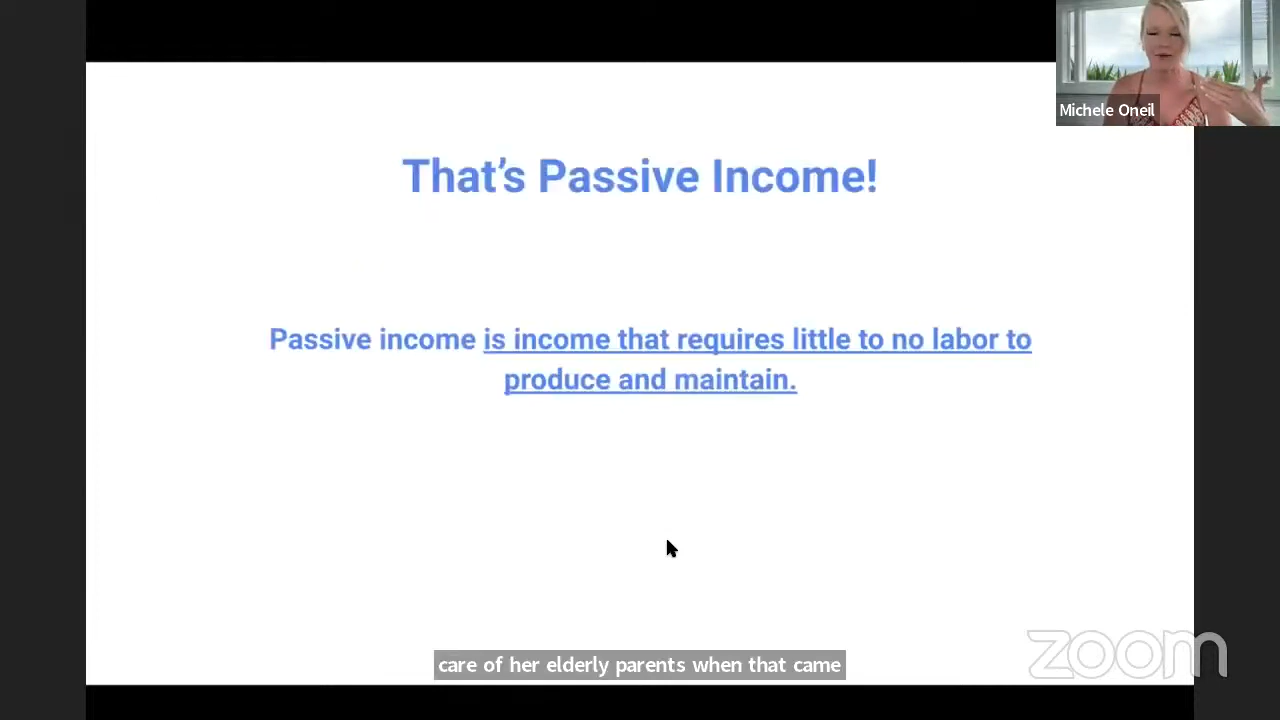 Michele Oneil
That's Passive Income!
Passive income is income that requires little to no labor to
produce and maintain.
care of her elderly parents when that came
zoom